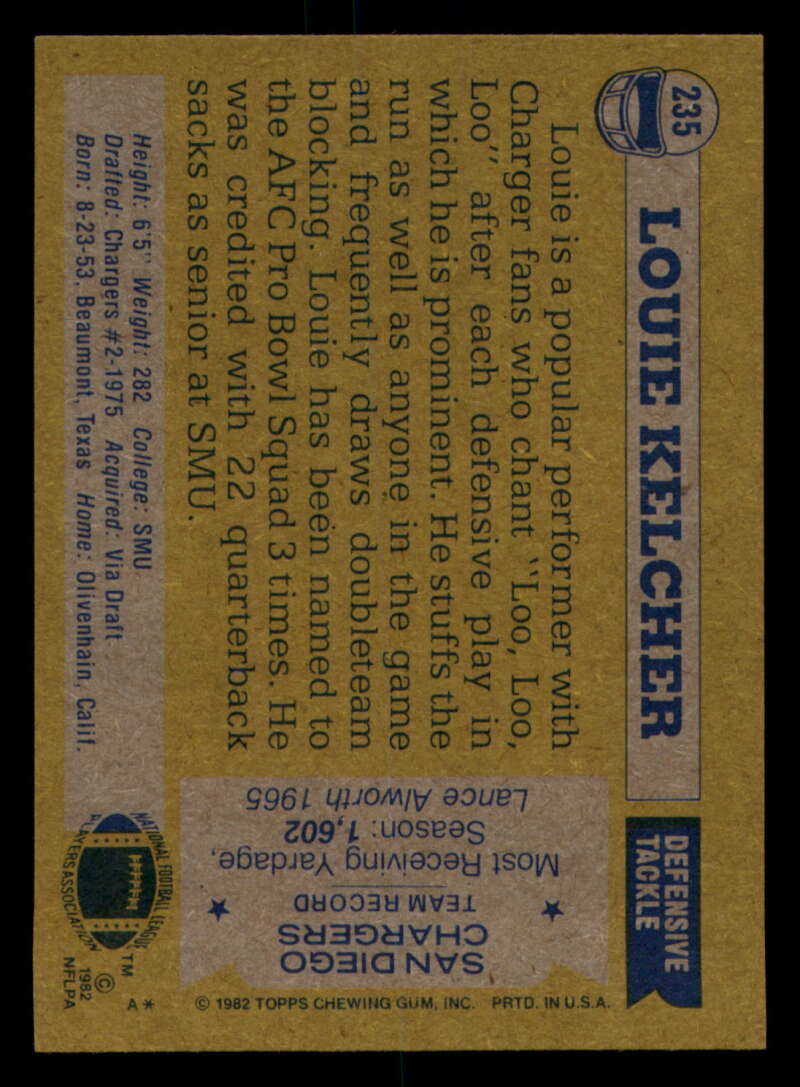 235
LOUIE KELCHER
DEFENSIVE
TACKLE
Louie is a popular performer with
Charger fans who chant "Loo, Loo,
Loo" after each defensive play in
which he is prominent. He stuffs the
run as well as anyone in the game
and frequently draws doubleteam
blocking. Louie has been named to
the AFC Pro Bowl Squad 3 times. He
was credited with 22 quarterback
sacks as senior at SMU.
SAN DIEGO
CHARGERS
TEAM RECORD
Most Receiving Yardage,
Season: 1,602
Lance Alworth 1965
Height: 6'5" Weight: 282 College: SMU
Drafted: Chargers #2-1975 Acquired: Via Draft
Born: 8-23-53, Beaumont, Texas Home: Olivenhain, Calif.
NATIONAL FOOTBALL LEAGUE
PLAYERS ASSOCIATION
TM
© 1982
NFLPA
A*
© 1982 TOPPS CHEWING GUM, INC. PRTD. IN U.S.A.